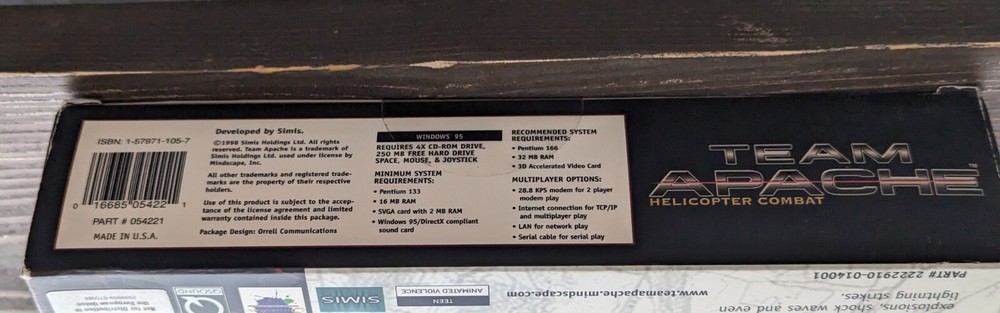 ISBN: 1-57971-105-7
0 16685 05422 1
PART # 054221
MADE IN U.S.A.
Developed by Simis.
©1998 Simis Holdings Ltd. All rights
reserved. Team Apache is a trademark of
Simis Holdings Ltd. used under license by
Mindscape, Inc.
All other trademarks and registered trade-
marks are the property of their respective
holders.
Use of this product is subject to the accep-
tance of the license agreement and limited
warranty contained inside this package.
Package Design: Orrell Communications
WINDOWS 95
REQUIRES 4X CD-ROM DRIVE,
250 MB FREE HARD DRIVE
SPACE, MOUSE, & JOYSTICK
MINIMUM SYSTEM
REQUIREMENTS:
• Pentium 133
• 16 MB RAM
• SVGA card with 2 MB RAM
• Windows 95/DirectX compliant
sound card
RECOMMENDED SYSTEM
REQUIREMENTS:
• Pentium 166
• 32 MB RAM
• 3D Accelerated Video Card
MULTIPLAYER OPTIONS:
• 28.8 KPS modem for 2 player
modem play
• Internet connection for TCP/IP
and multiplayer play
• LAN for network play
• Serial cable for serial play
TEAM
APACHE™
HELICOPTER COMBAT
explosions, shock waves and even
lightning strikes.
PART# 2222910-014001
www.teamapache.mindscape.com
TEEN
ANIMATED VIOLENCE
SIMIS
QSOUND